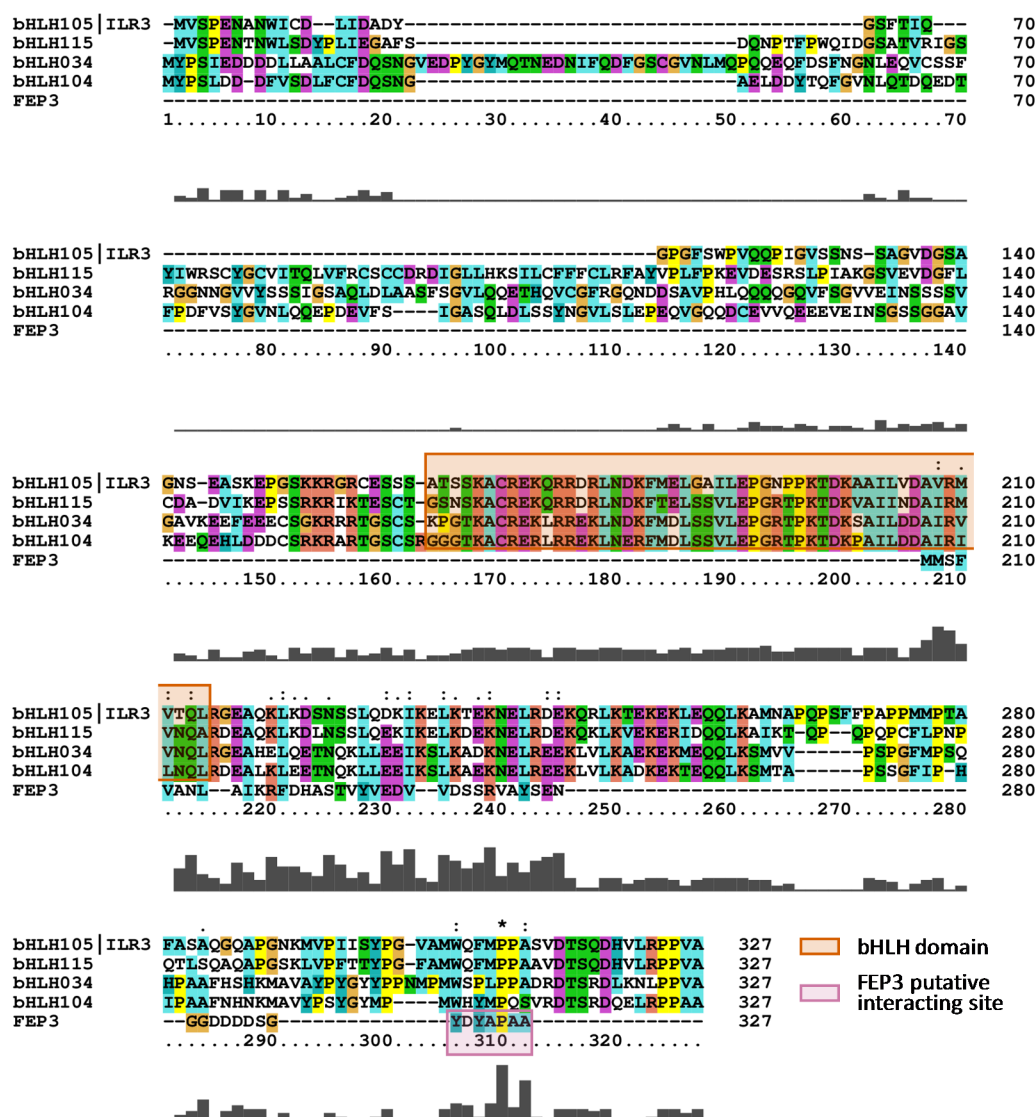 bHLH105|ILR3 -MVSPENANWICD--LIDADY----------------------------------------GSFTIQ--- 70
bHLH115 -MVSPENTNWLSDYPLIEGAFS----------------------------DQNPTFPWQIDGSATVRIGS 70
bHLH034 MYPSIEDDDDLLAALCFDQSNGVEDPYGYMQTNEDNIFQDFGSCGVNLMQPQQEQFDSFNGNLEQVCSSF 70
bHLH104 MYPSLDD-DFVSDLFCFDQSNG----------------------------AELDDYTQFGVNLQTDQEDT 70
FEP3 ---------------------------------------------------------------------- 70
1.......10........20........30........40........50........60........70
bHLH105|ILR3 -------------------------------------------GPGFSWPVQQPIGVSSNS-SAGVDGSA 140
bHLH115 YIWRSCYGCVITQLVFRCSCCDRDIGLLHKSILCFFFCLRFAYVPLFPKEVDESRSLPIAKGSVEVDGFL 140
bHLH034 RGGNNGVVYSSSIGSAQLDLAASFSGVLQQETHQVCGFRGQNDDSAVPHLQQQQGQVFSGVVEINSSSSV 140
bHLH104 FPDFVSYGVNLQQEPDEVFS----IGASQLDLSSYNGVLSLEPEQVGQQDCEVVQEEEVEINSGSSGGAV 140
FEP3 ---------------------------------------------------------------------- 140
........80........90.......100.......110.......120.......130.......140
: .
bHLH105|ILR3 GNS-EASKEPGSKKRGRCESSS-ATSSKACREKQRRDRLNDKFMELGAILEPGNPPKTDKAAILVDAVRM 210
bHLH115 CDA-DVIKEPSSKKRIKTESCT-GSNSKACREKQRRERLNDKFTELSSVLEPGRTPKTDKVAIINDAIRM 210
bHLH034 GAVKEEFEEECSGKRRRTGSCS-KPGTKACREKLRREKLNDKFMDLSSVLEPGRTPKTDKSAILDDAIRV 210
bHLH104 KEEQEHLDDDCSRKRARTGSCSRGGGTKACRERLRREKLNERFMDLSSVLEPGRTPKTDKPAILDDAIRI 210
FEP3 ------------------------------------------------------------------MMSF 210
.......150.......160.......170.......180.......190.......200.......210
: : .:.. . ::.: . .: ::
bHLH105|ILR3 VTQLRGEAQKLKDSNSSLQDKIKELKTEKNELRDEKQRLKTEKEKLEQQLKAMNAPQPSFFPAPPMMPTA 280
bHLH115 VNQARDEAQKLKDLNSSLQEKIKELKDEKNELRDEKQKLKVEKERIDQQLKAIKT-QP--QPQPCFLPNP 280
bHLH034 VNQLRGEAHELQETNQKLLEEIKSLKADKNELREEKLVLKAEKEKMEQQLKSMVV-----PSPGFMPSQ 280
bHLH104 LNQLRDEALKLEETNQKLLEEIKSLKAEKNELREEKLVLKADKEKTEQQLKSMTA------PSSGFIP-H 280
FEP3 VANL--AIKRFDHASTVYVEDV--VDSSRVAYSEN----------------------------------- 280
.......220.......230.......240.......250.......260.......270.......280
. : * :
bHLH105|ILR3 FASAQGQAPGNKMVPIISYPG-VAMWQFMPPASVDTSQDHVLRPPVA 327
bHLH115 QTLSQAQAPGSKLVPFTTYPG-FAMWQFMPPAAVDTSQDHVLRPPVA 327
bHLH034 HPAAFHSHKMAVAYPYGYYPPNMPMWSPLPPADRDTSRDLKNLPPVA 327
bHLH104 IPAAFNHNKMVAYPSYGYMP----MWHYMPQSVRDTSRDQELRPPAA 327
FEP3 --GGDDDDSG---------------YDYAPAA--------------- 327
.......290.......300.......310.......320.......
bHLH domain
FEP3 putative
interacting site